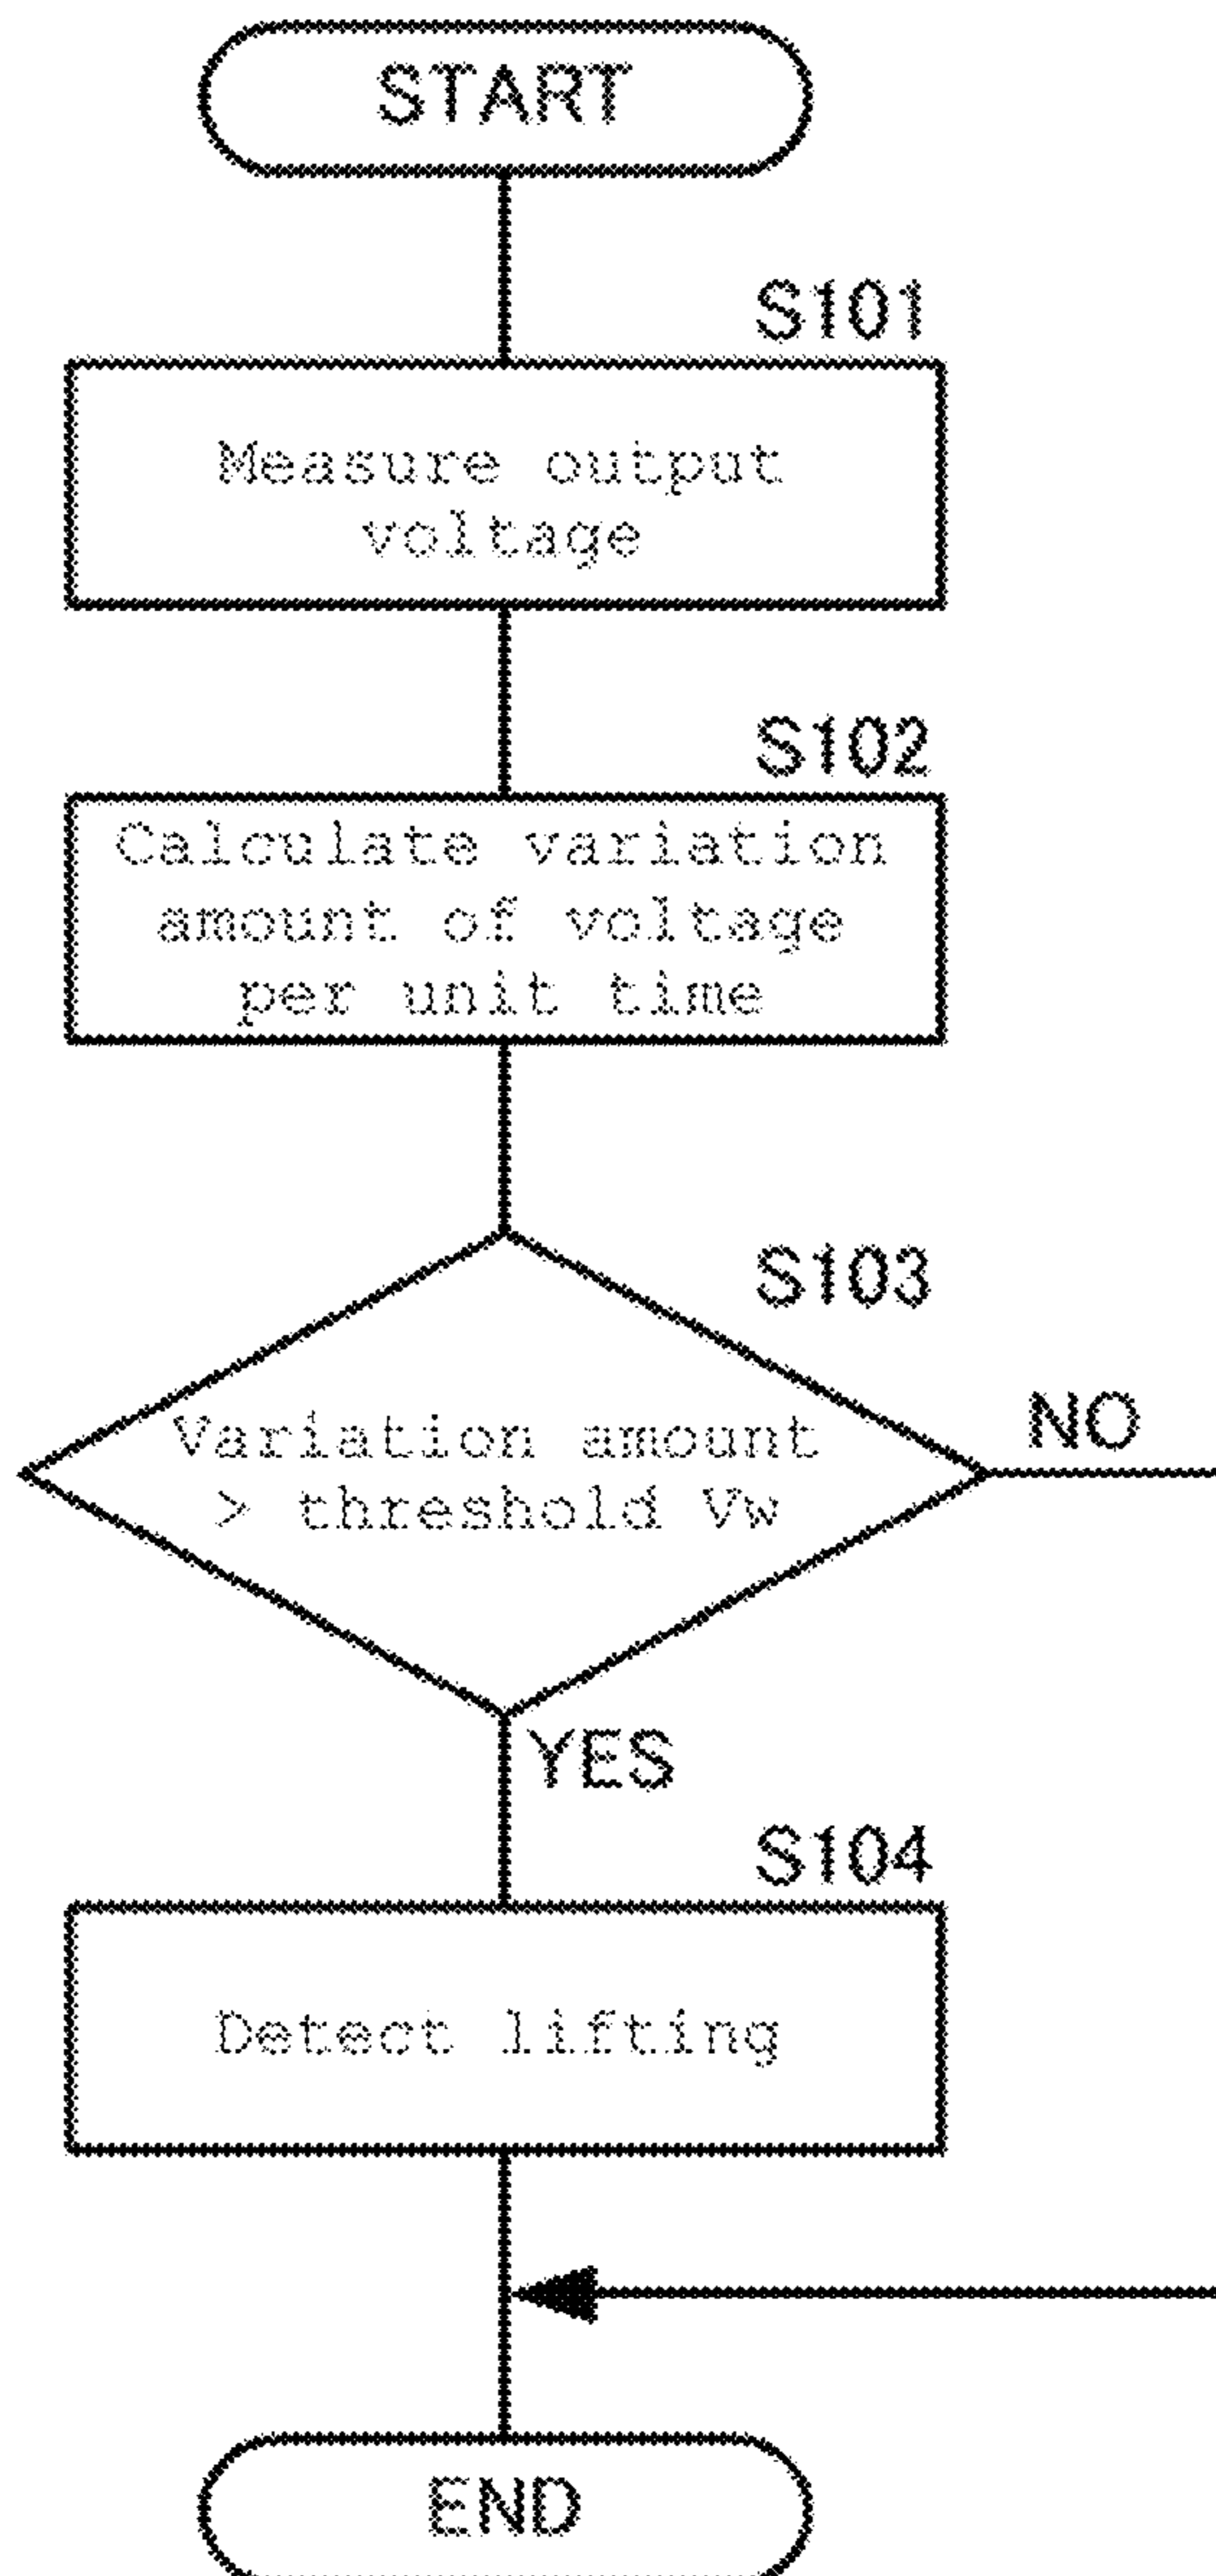 START
S101
Measure output
voltage
S102
Calculate variation
amount of voltage
per unit time
S103
Variation amount
> threshold Vw
NO
YES
S104
Detect lifting
END